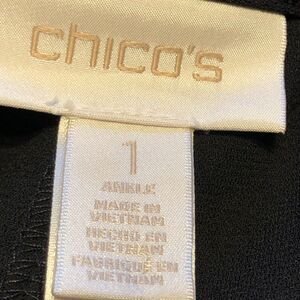 chico's
1
ANKLE
MADE IN
VIETNAM
HECHO EN
VIETNAM
FABRIQUÉ EN
VIETNAM